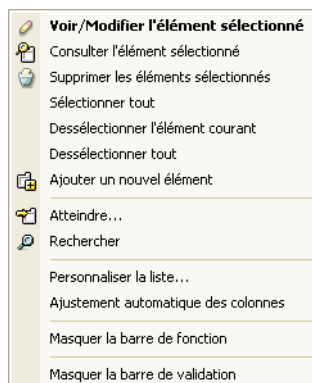 Voir/Modifier l'élément sélectionné
Consulter l'élément sélectionné
Supprimer les éléments sélectionnés
Sélectionner tout
Dessélectionner l'élément courant
Dessélectionner tout
Ajouter un nouvel élément
Atteindre...
Rechercher
Personnaliser la liste...
Ajustement automatique des colonnes
Masquer la barre de fonction
Masquer la barre de validation